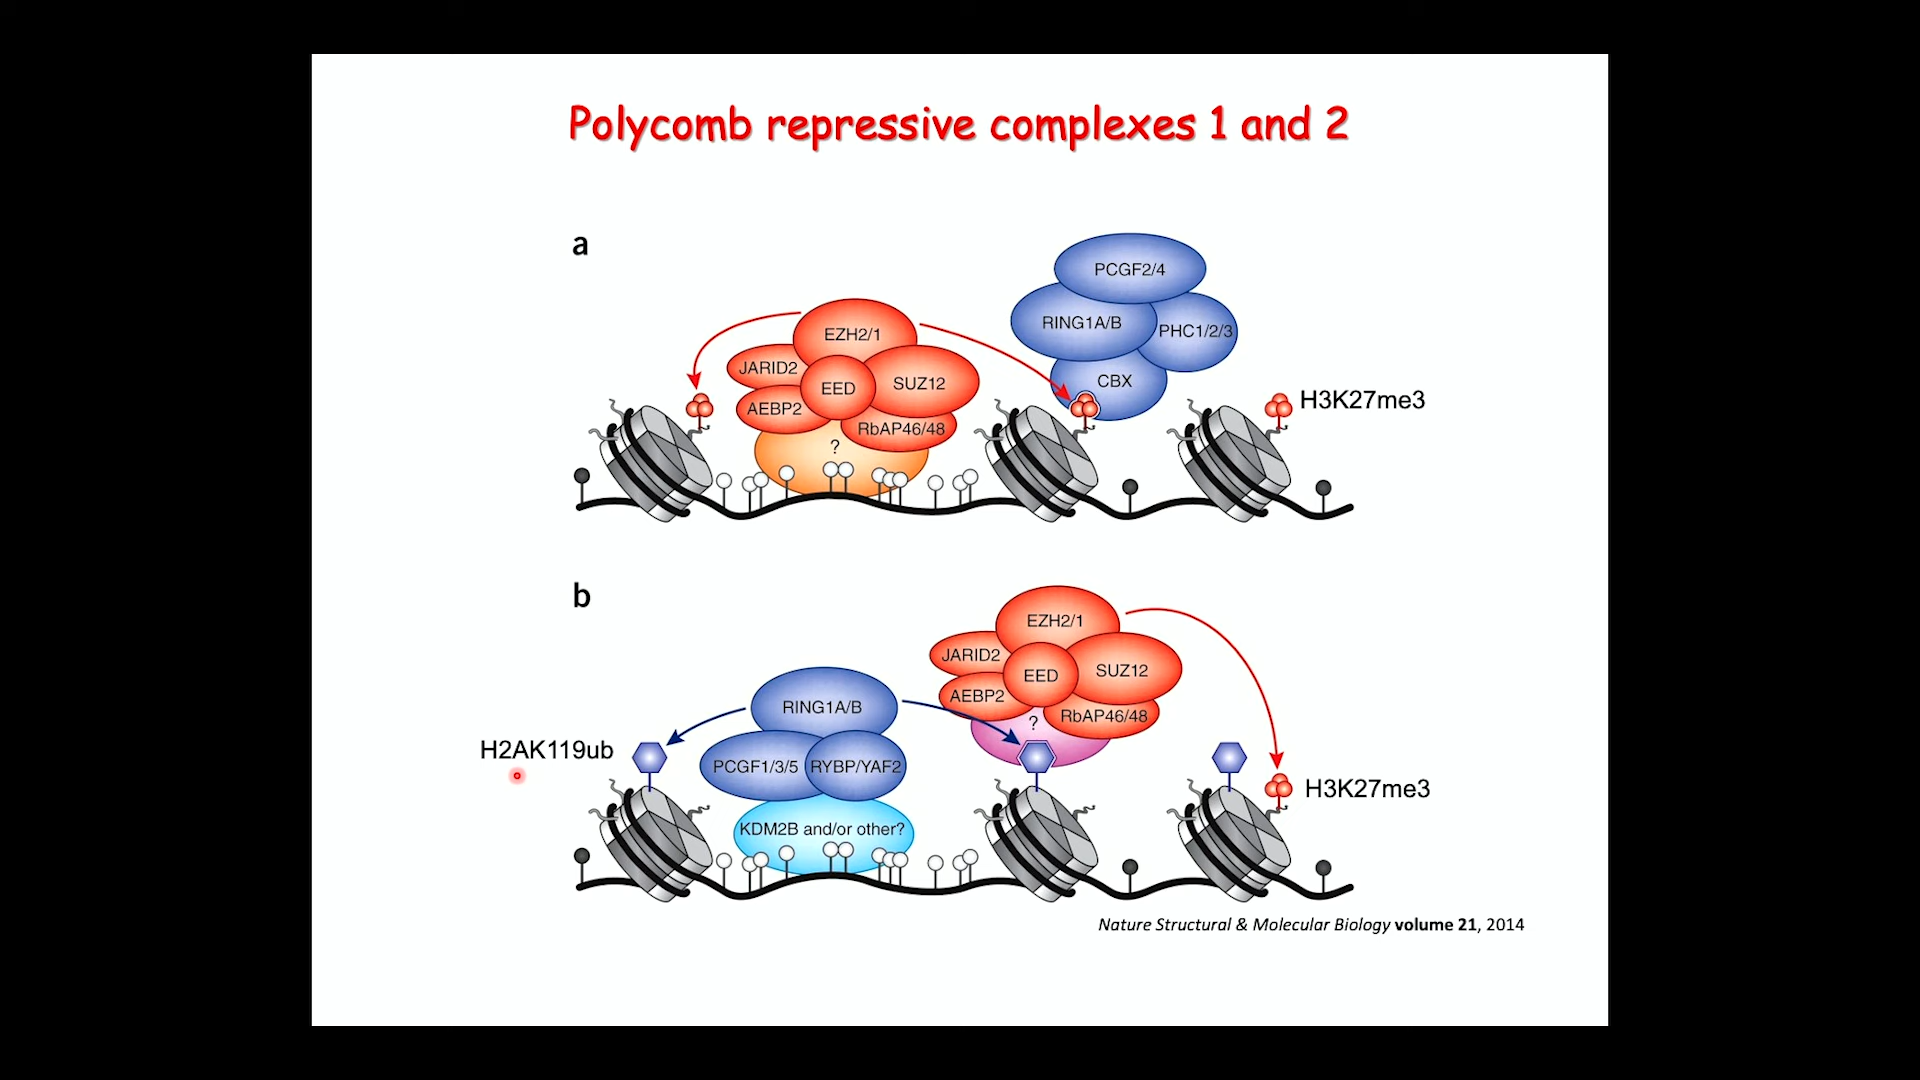 Polycomb repressive complexes 1 and 2
a
PCGF2/4
RING1A/B
PHC1/2/3
CBX
EZH2/1
JARID2
EED
SUZ12
AEBP2
RbAP46/48
?
H3K27me3
b
EZH2/1
JARID2
EED
SUZ12
AEBP2
RbAP46/48
?
RING1A/B
PCGF1/3/5
RYBP/YAF2
KDM2B and/or other?
H2AK119ub
H3K27me3
Nature Structural & Molecular Biology volume 21, 2014